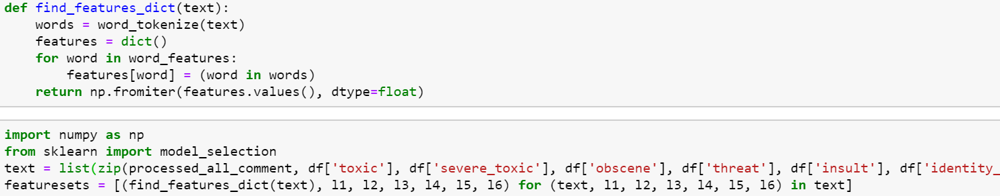 def find_features_dict(text):
    words = word_tokenize(text)
    features = dict()
    for word in word_features:
        features[word] = (word in words)
    return np.fromiter(features.values(), dtype=float)
import numpy as np
from sklearn import model_selection
text = list(zip(processed_all_comment, df['toxic'], df['severe_toxic'], df['obscene'], df['threat'], df['insult'], df['identity_
featuresets = [(find_features_dict(text), l1, l2, l3, l4, l5, l6) for (text, l1, l2, l3, l4, l5, l6) in text]